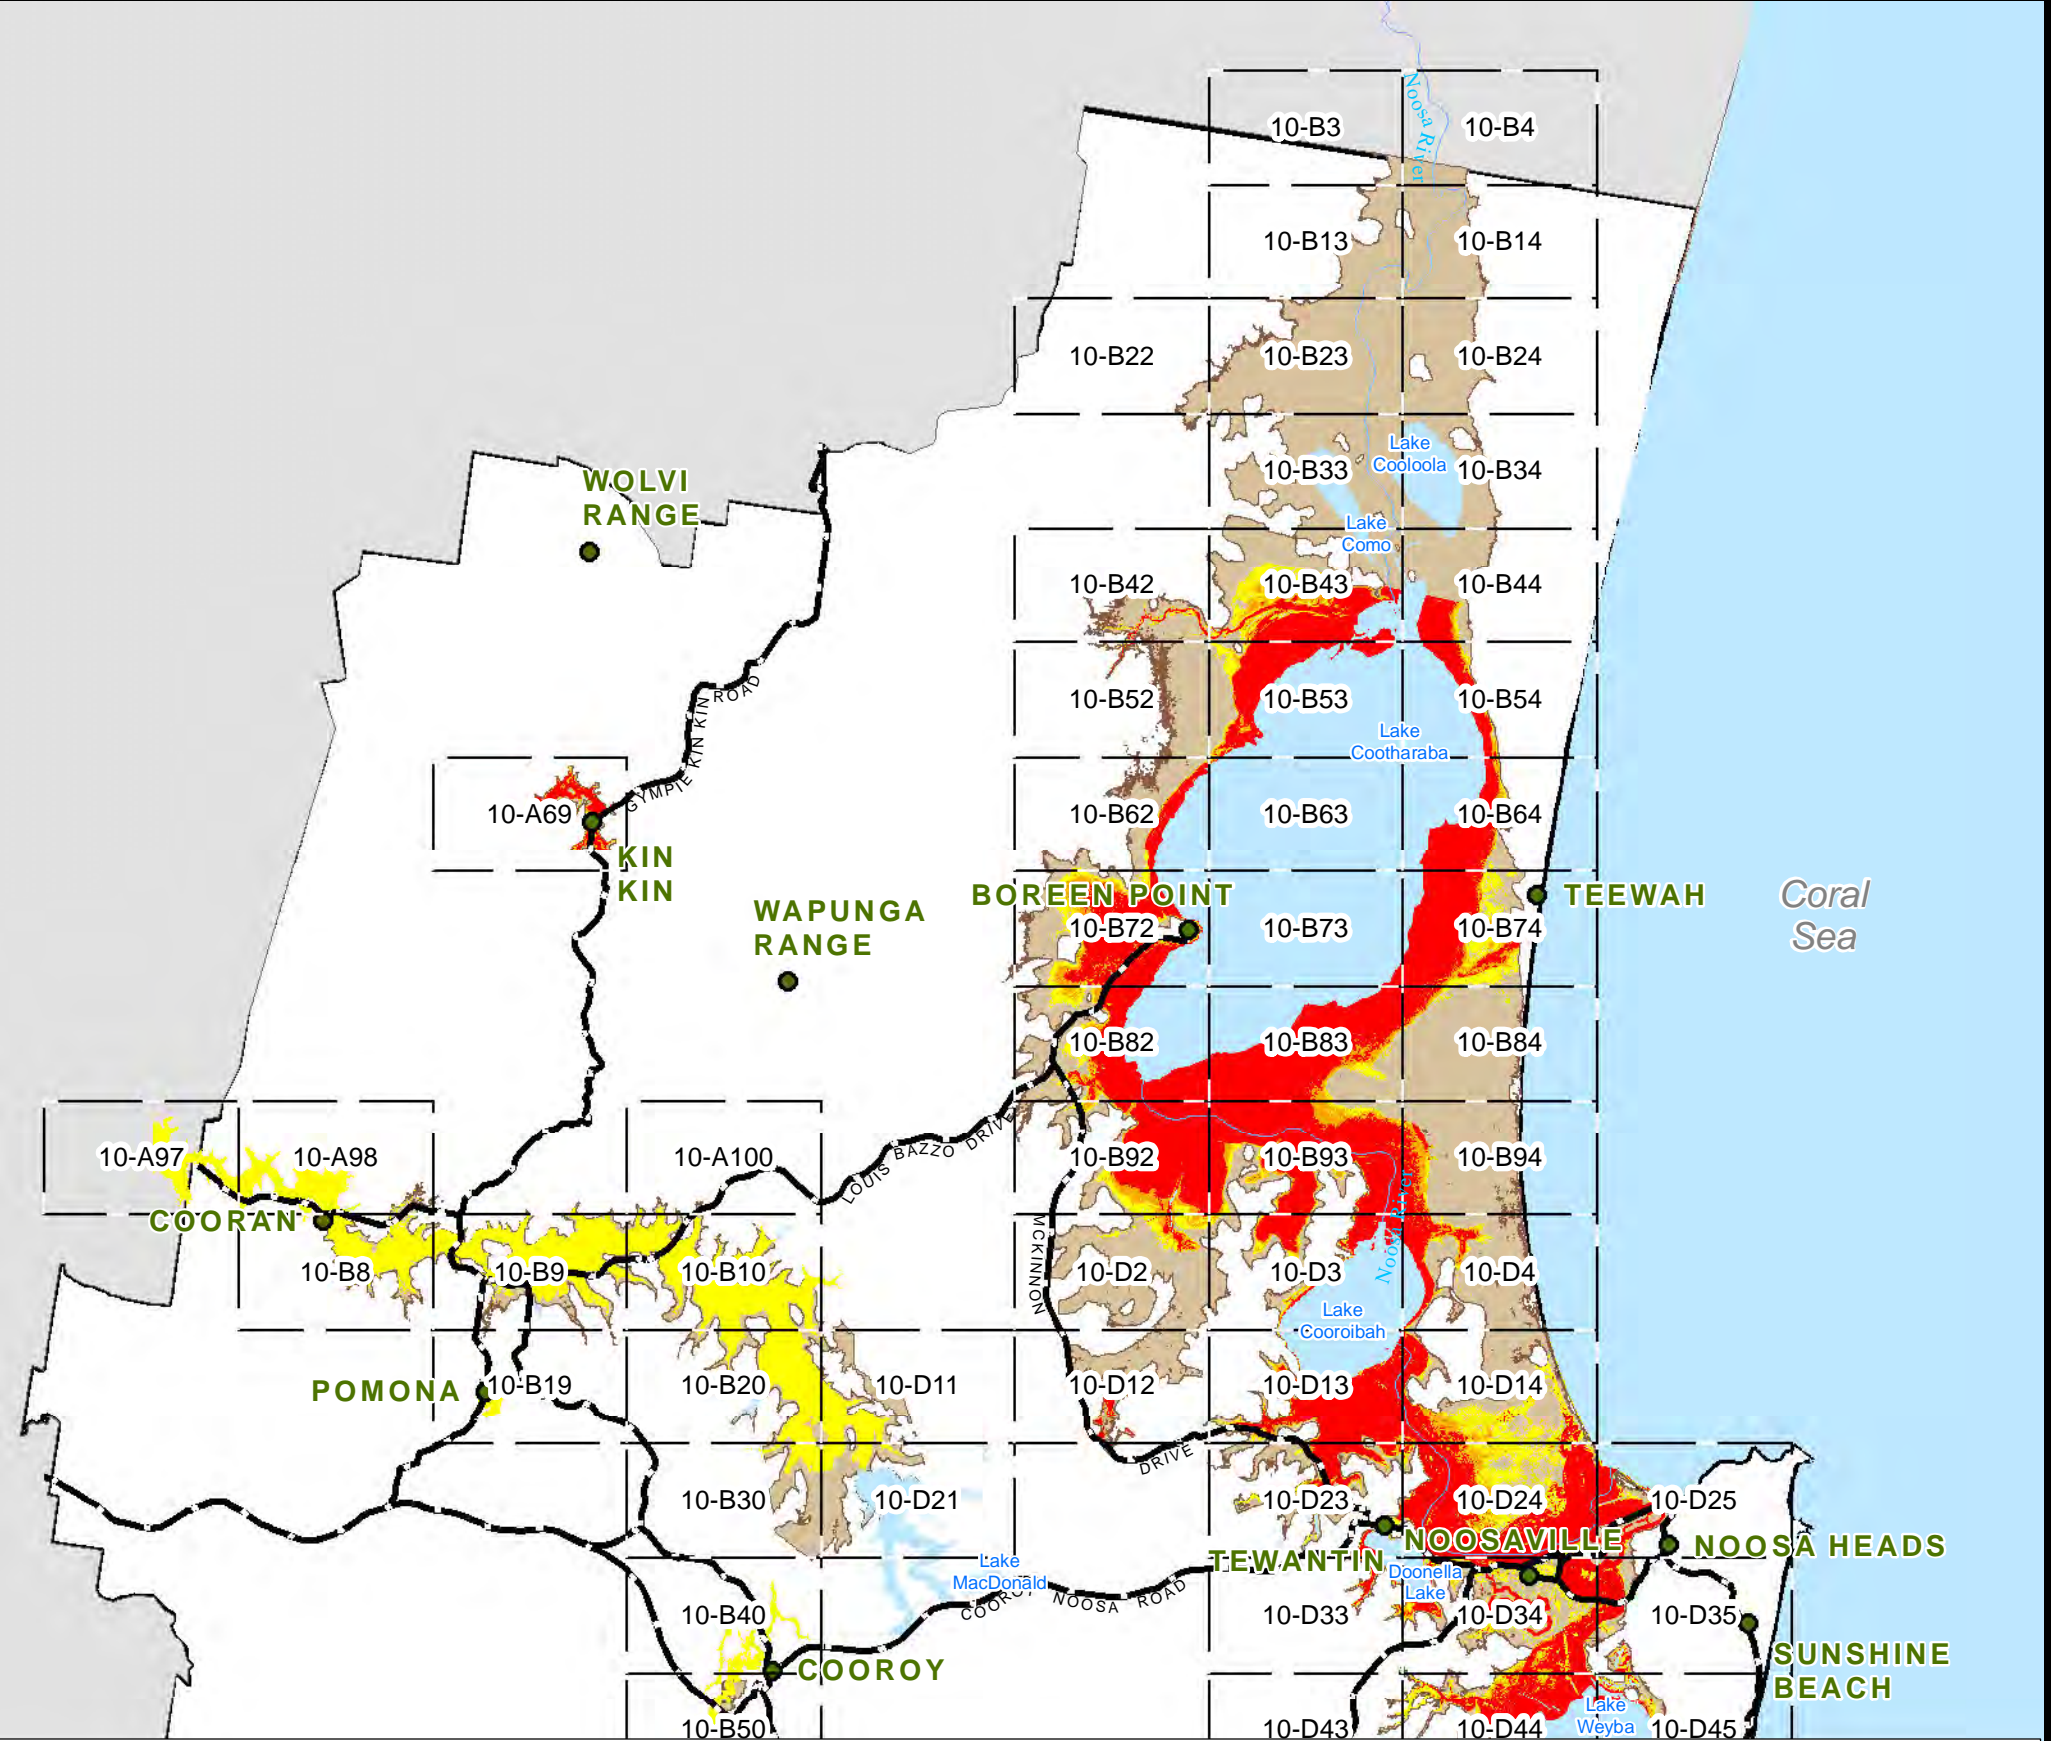 10-B3
10-B4
Noosa River
10-B13
10-B14
10-B22
10-B23
10-B24
Lake
Cooloola
10-B33
10-B34
WOLVI
RANGE
Lake
Como
10-B42
10-B43
10-B44
GYMPIE KIN KIN ROAD
10-B52
10-B53
10-B54
Lake
Cootharaba
10-A69
10-B62
10-B63
10-B64
KIN
KIN
BOREEN POINT
TEEWAH
Coral
Sea
WAPUNGA
RANGE
10-B72
10-B73
10-B74
10-B82
10-B83
10-B84
10-A97
10-A98
10-A100
LOUIS BAZZO DRIVE
10-B92
10-B93
10-B94
COORAN
Noosa River
10-B8
10-B9
10-B10
MCKINNON
10-D2
10-D3
10-D4
Lake
Cooroibah
POMONA
10-B19
10-B20
10-D11
10-D12
10-D13
10-D14
DRIVE
10-B30
10-D21
10-D23
10-D24
10-D25
NOOSAVILLE
NOOSA HEADS
TEWANTIN
Lake
MacDonald
Doonella
Lake
COOROY NOOSA ROAD
10-B40
10-D33
10-D34
10-D35
COOROY
SUNSHINE
BEACH
Lake
Weyba
10-B50
10-D43
10-D44
10-D45